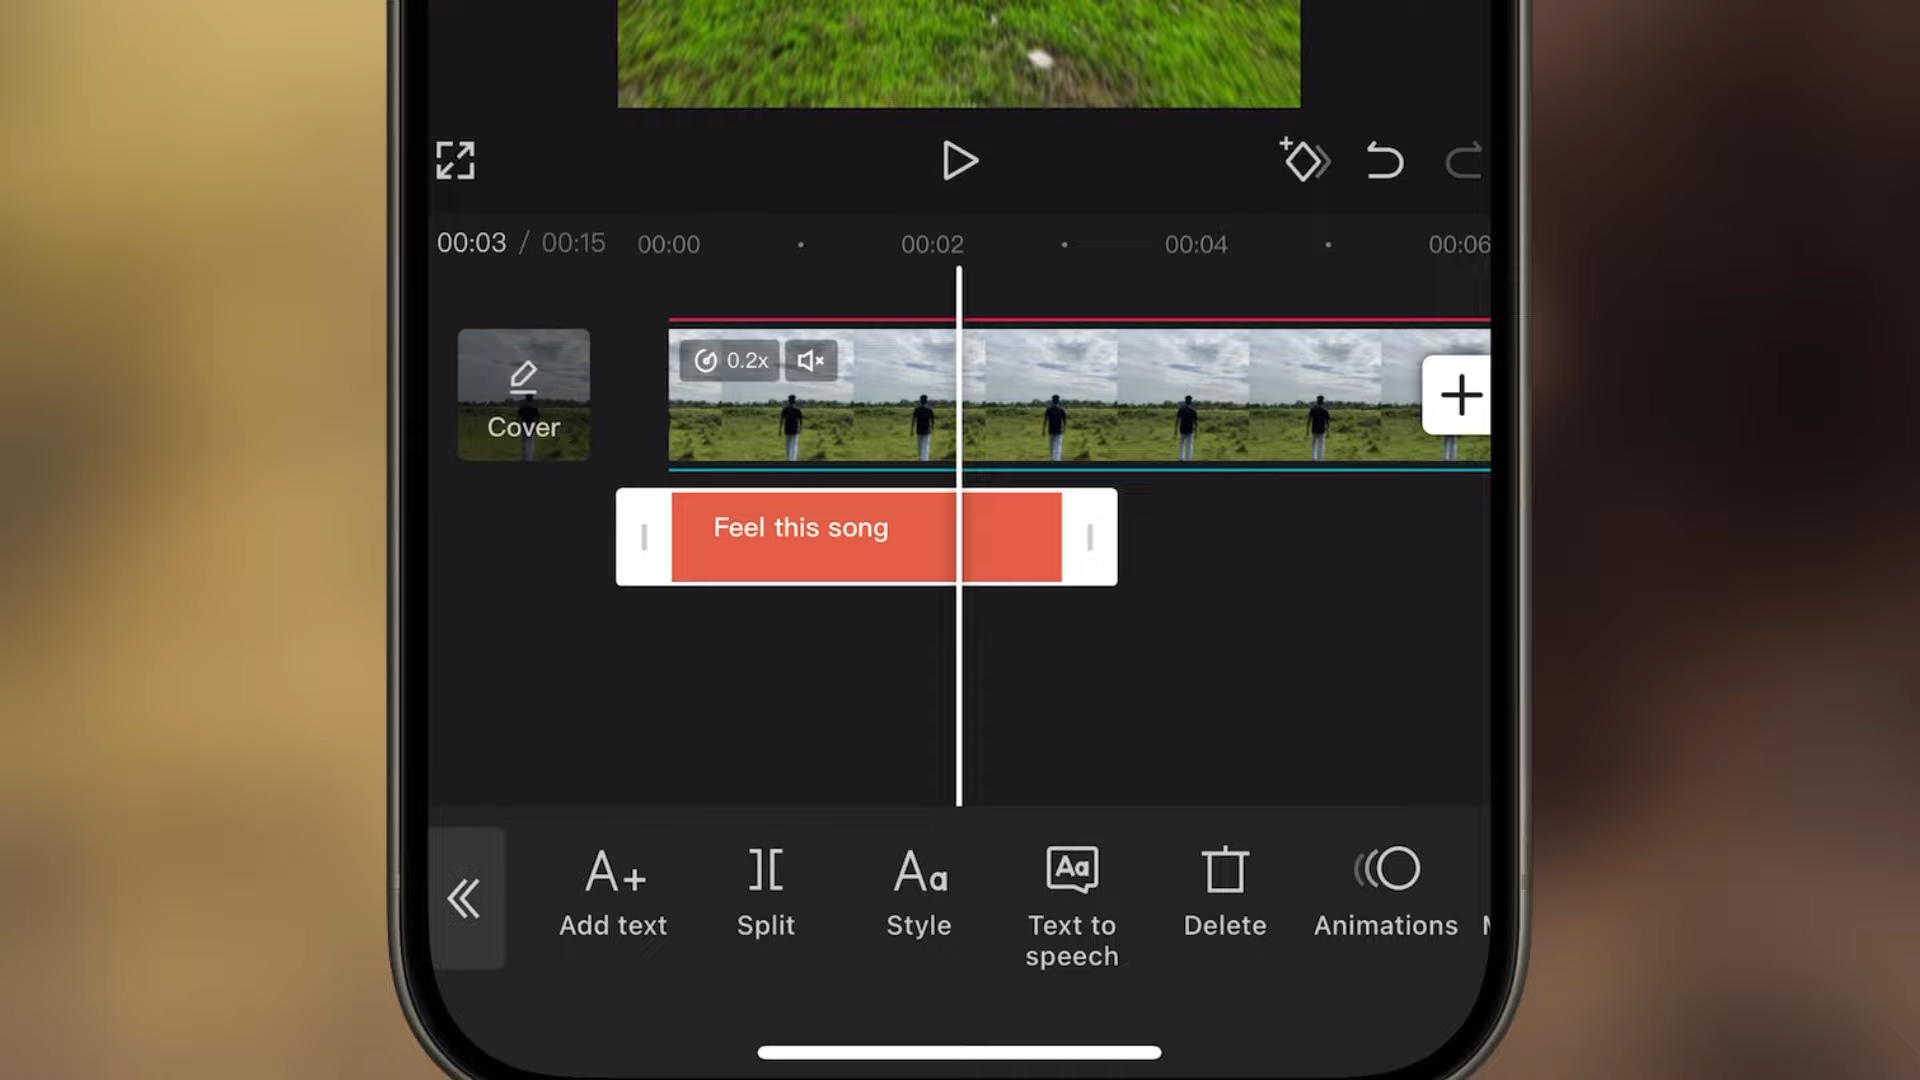 00:03 / 00:15 00:00 00:02 00:04 00:06
0.2x
Cover
Feel this song
Aa
Add text Split Style Text to speech Delete Animations